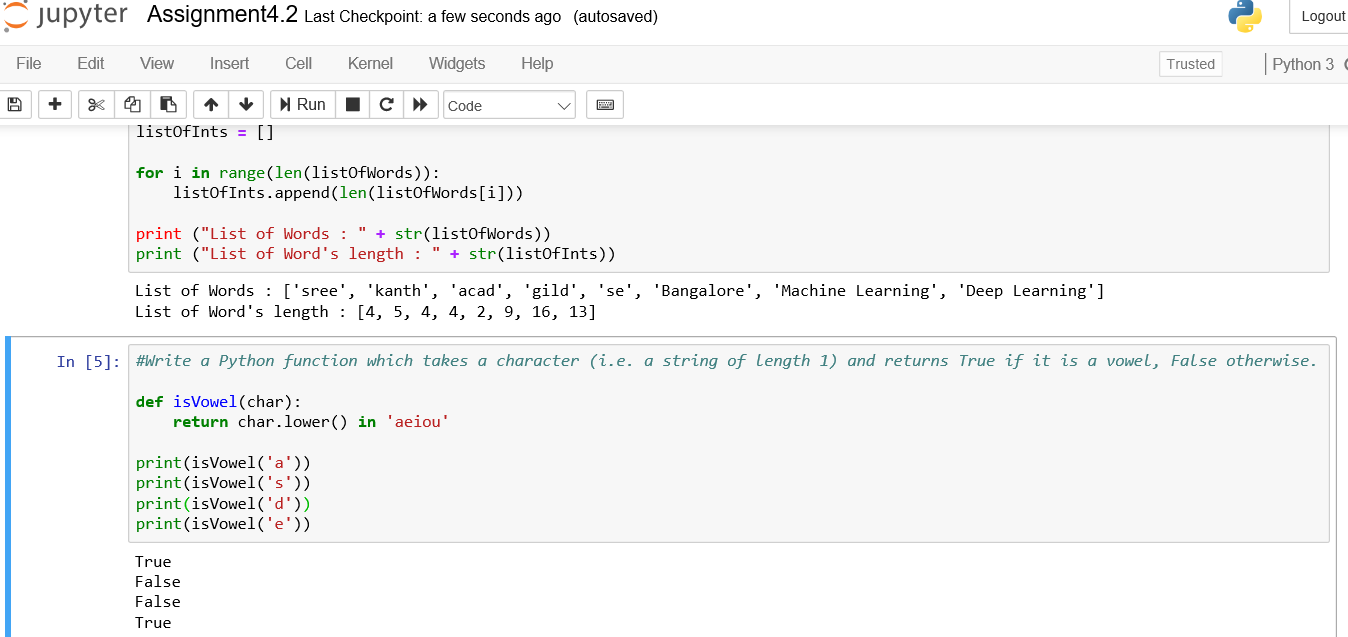 jupyter Assignment4.2 Last Checkpoint: a few seconds ago (autosaved)
Logout
File Edit View Insert Cell Kernel Widgets Help Trusted Python 3
Run Code
listOfInts = []
for i in range(len(listOfWords)):
    listOfInts.append(len(listOfWords[i]))
print ("List of Words : " + str(listOfWords))
print ("List of Word's length : " + str(listOfInts))
List of Words : ['sree', 'kanth', 'acad', 'gild', 'se', 'Bangalore', 'Machine Learning', 'Deep Learning']
List of Word's length : [4, 5, 4, 4, 2, 9, 16, 13]
In [5]: #Write a Python function which takes a character (i.e. a string of length 1) and returns True if it is a vowel, False otherwise.
def isVowel(char):
    return char.lower() in 'aeiou'
print(isVowel('a'))
print(isVowel('s'))
print(isVowel('d'))
print(isVowel('e'))
True
False
False
True